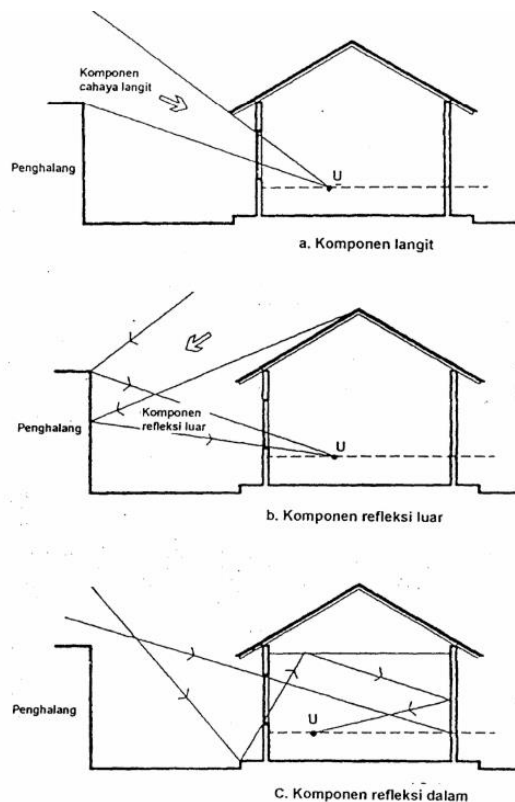 Komponen
cahaya langit
Penghalang
U
a. Komponen langit
Komponen
refleksi luar
Penghalang
U
b. Komponen refleksi luar
Penghalang
U
C. Komponen refleksi dalam